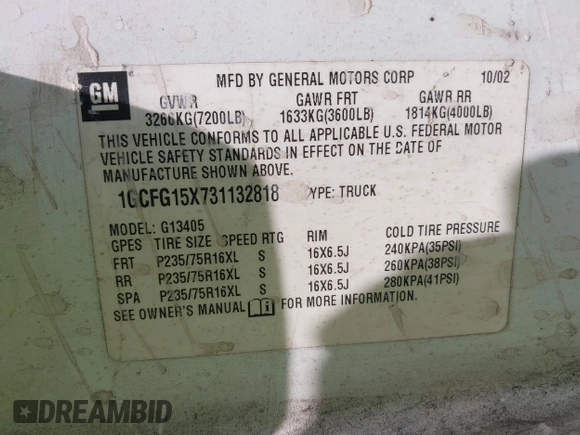 GM
MFD BY GENERAL MOTORS CORP 10/02
GVWR GAWR FRT GAWR RR
3266KG(7200LB) 1633KG(3600LB) 1814KG(4000LB)
THIS VEHICLE CONFORMS TO ALL APPLICABLE U.S. FEDERAL MOTOR
VEHICLE SAFETY STANDARDS IN EFFECT ON THE DATE OF
MANUFACTURE SHOWN ABOVE.
1GCFG15X731132818 TYPE: TRUCK
MODEL: G13405
GPES TIRE SIZE SPEED RTG RIM COLD TIRE PRESSURE
FRT P235/75R16XL S 16X6.5J 240KPA(35PSI)
RR P235/75R16XL S 16X6.5J 260KPA(38PSI)
SPA P235/75R16XL S 16X6.5J 280KPA(41PSI)
SEE OWNER'S MANUAL FOR MORE INFORMATION.
DREAMBID